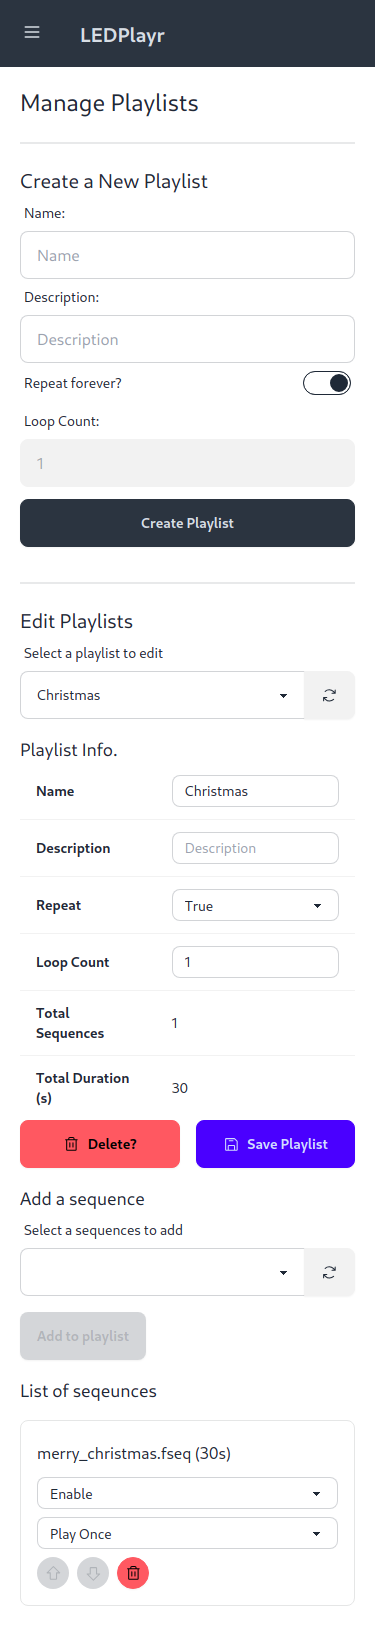 LEDPlayr
Manage Playlists
Create a New Playlist
Name:
Name
Description:
Description
Repeat forever?
Loop Count:
1
Create Playlist
Edit Playlists
Select a playlist to edit
Christmas
Playlist Info.
Name Christmas
Description Description
Repeat True
Loop Count 1
Total
Sequences 1
Total Duration
(s) 30
Delete? Save Playlist
Add a sequence
Select a sequences to add
Add to playlist
List of seqeunces
merry_christmas.fseq (30s)
Enable
Play Once